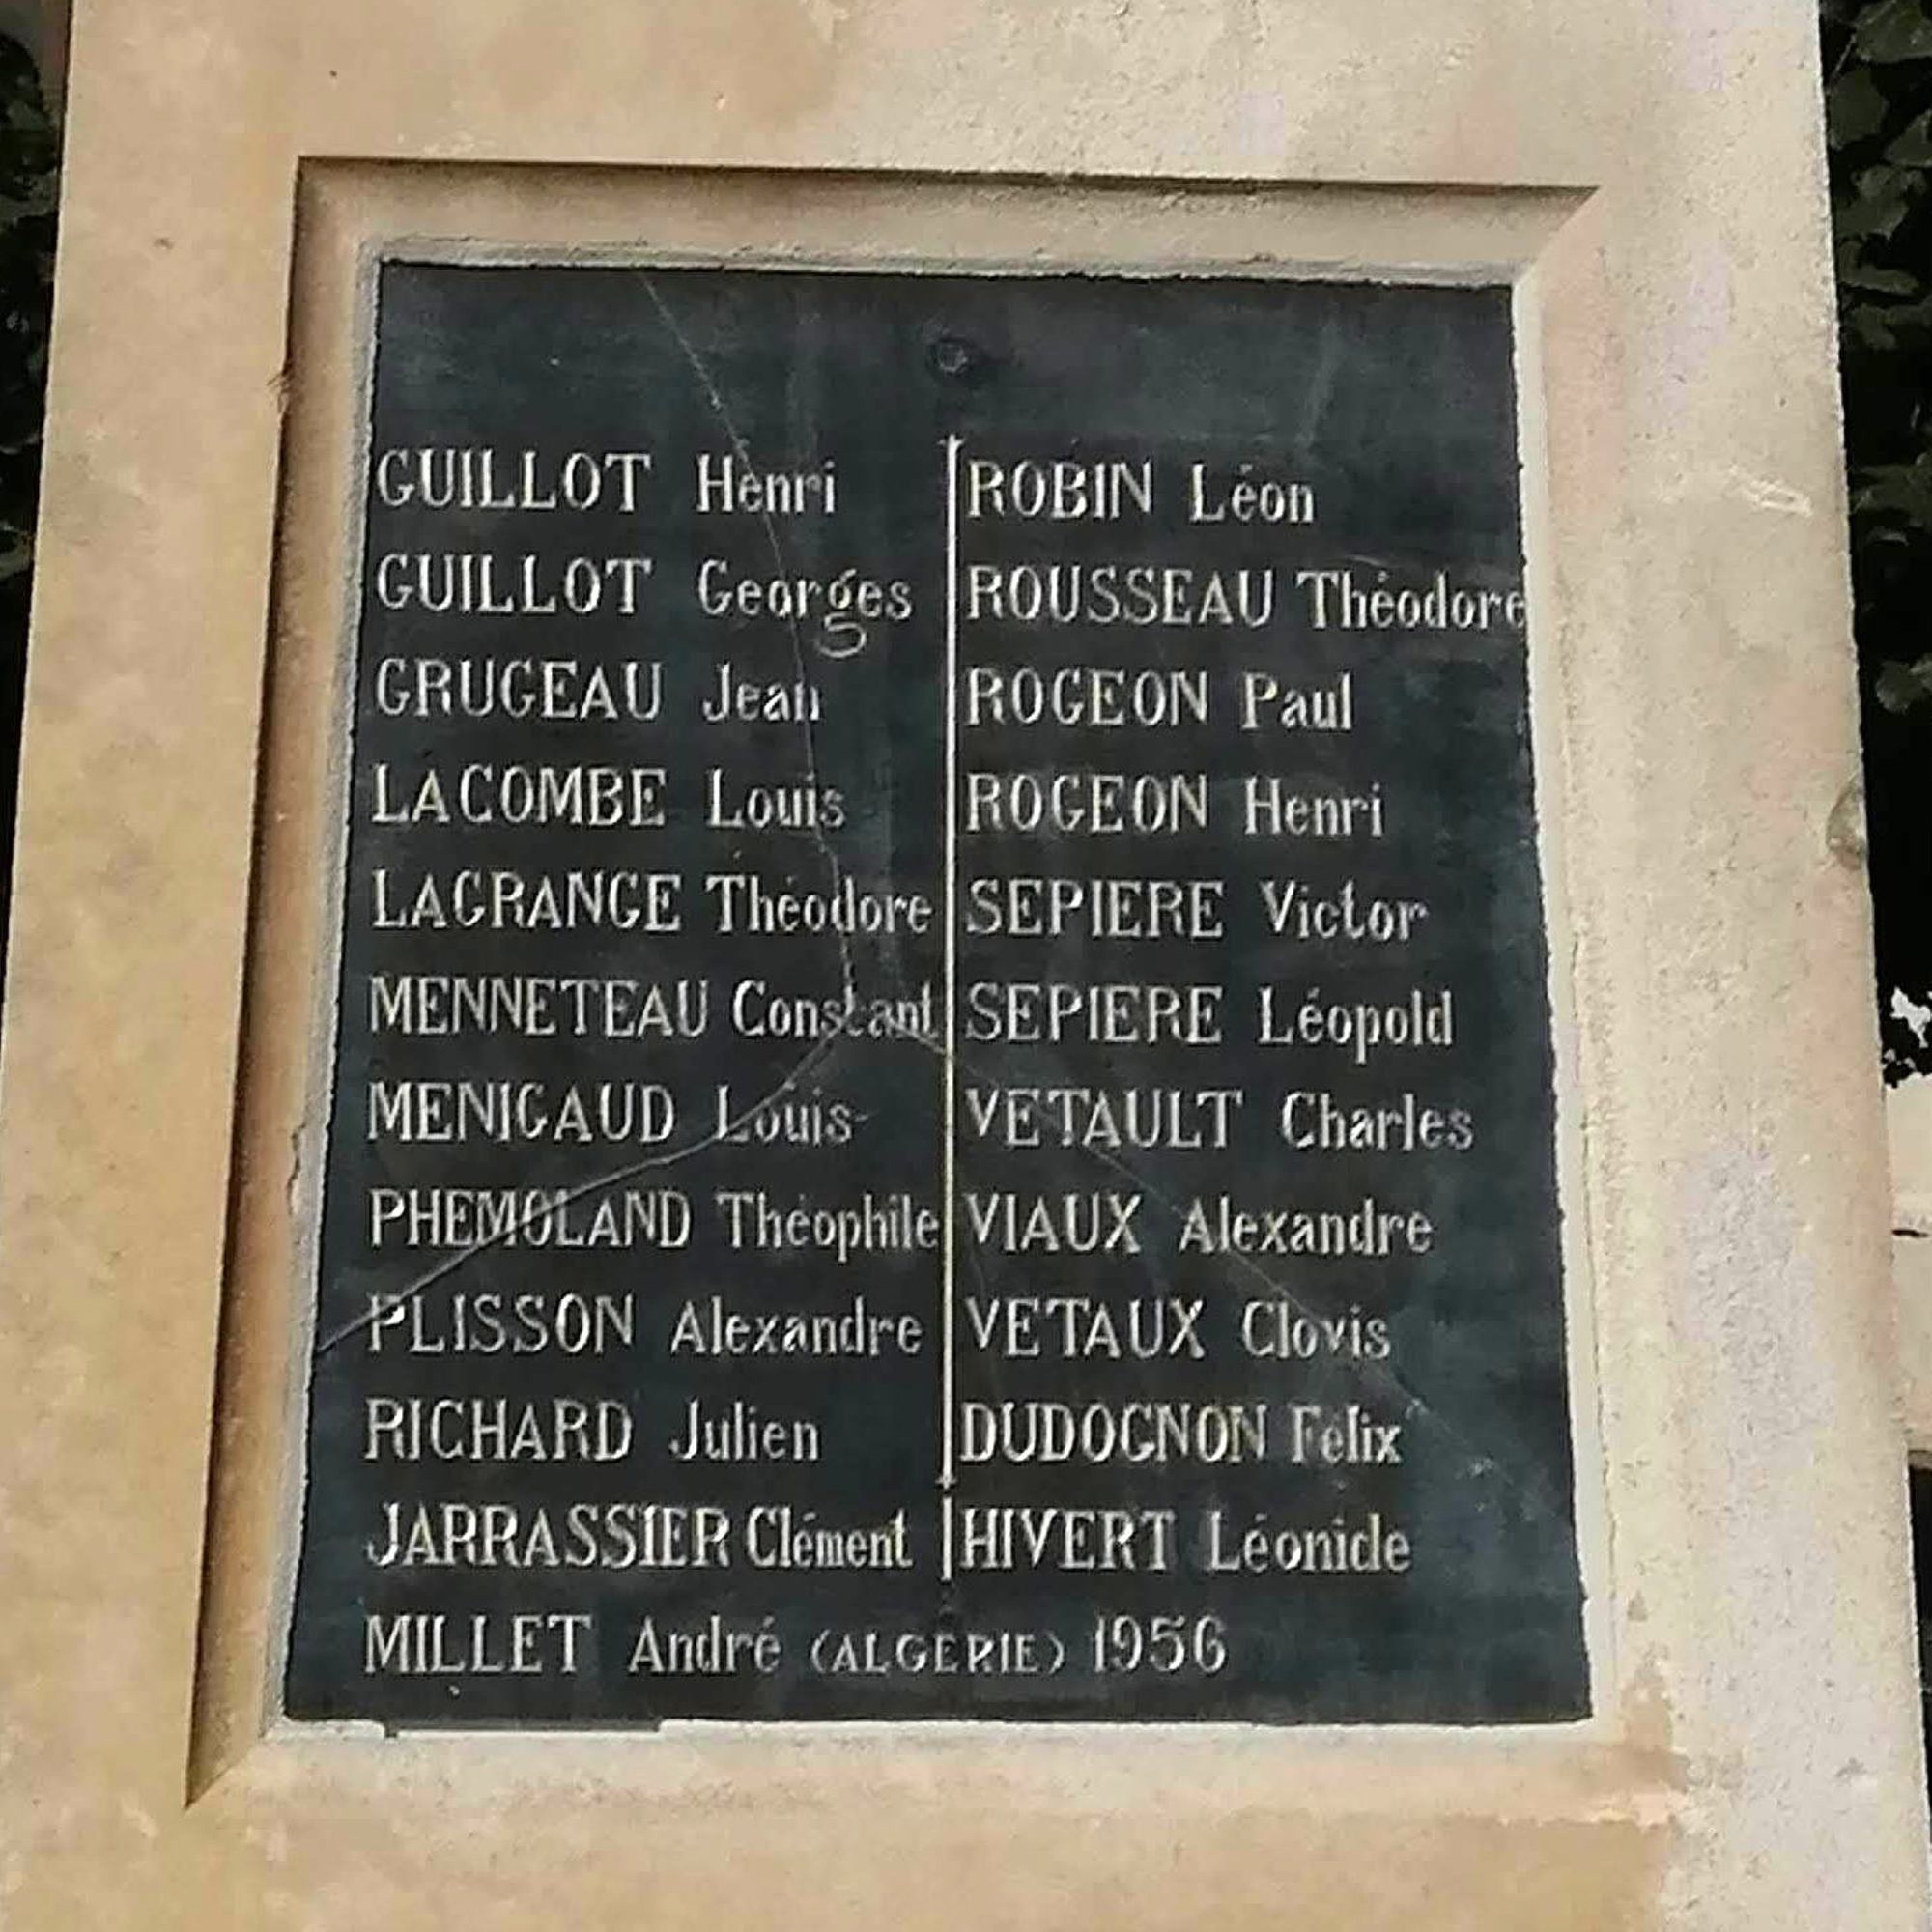 GUILLOT Henri
GUILLOT Georges
GRUGEAU Jean
LACOMBE Louis
LAGRANGE Théodore
MENNETEAU Constant
MENIGAUD Louis
PHEMOLAND Théophile
PLISSON Alexandre
RICHARD Julien
JARRASSIER Clément
ROBIN Léon
ROUSSEAU Théodore
ROGEON Paul
ROGEON Henri
SEPIERE Victor
SEPIERE Léopold
VETAULT Charles
VIAUX Alexandre
VETAUX Clovis
DUDOGNON Félix
HIVERT Léonide
MILLET André (ALGÉRIE) 1956